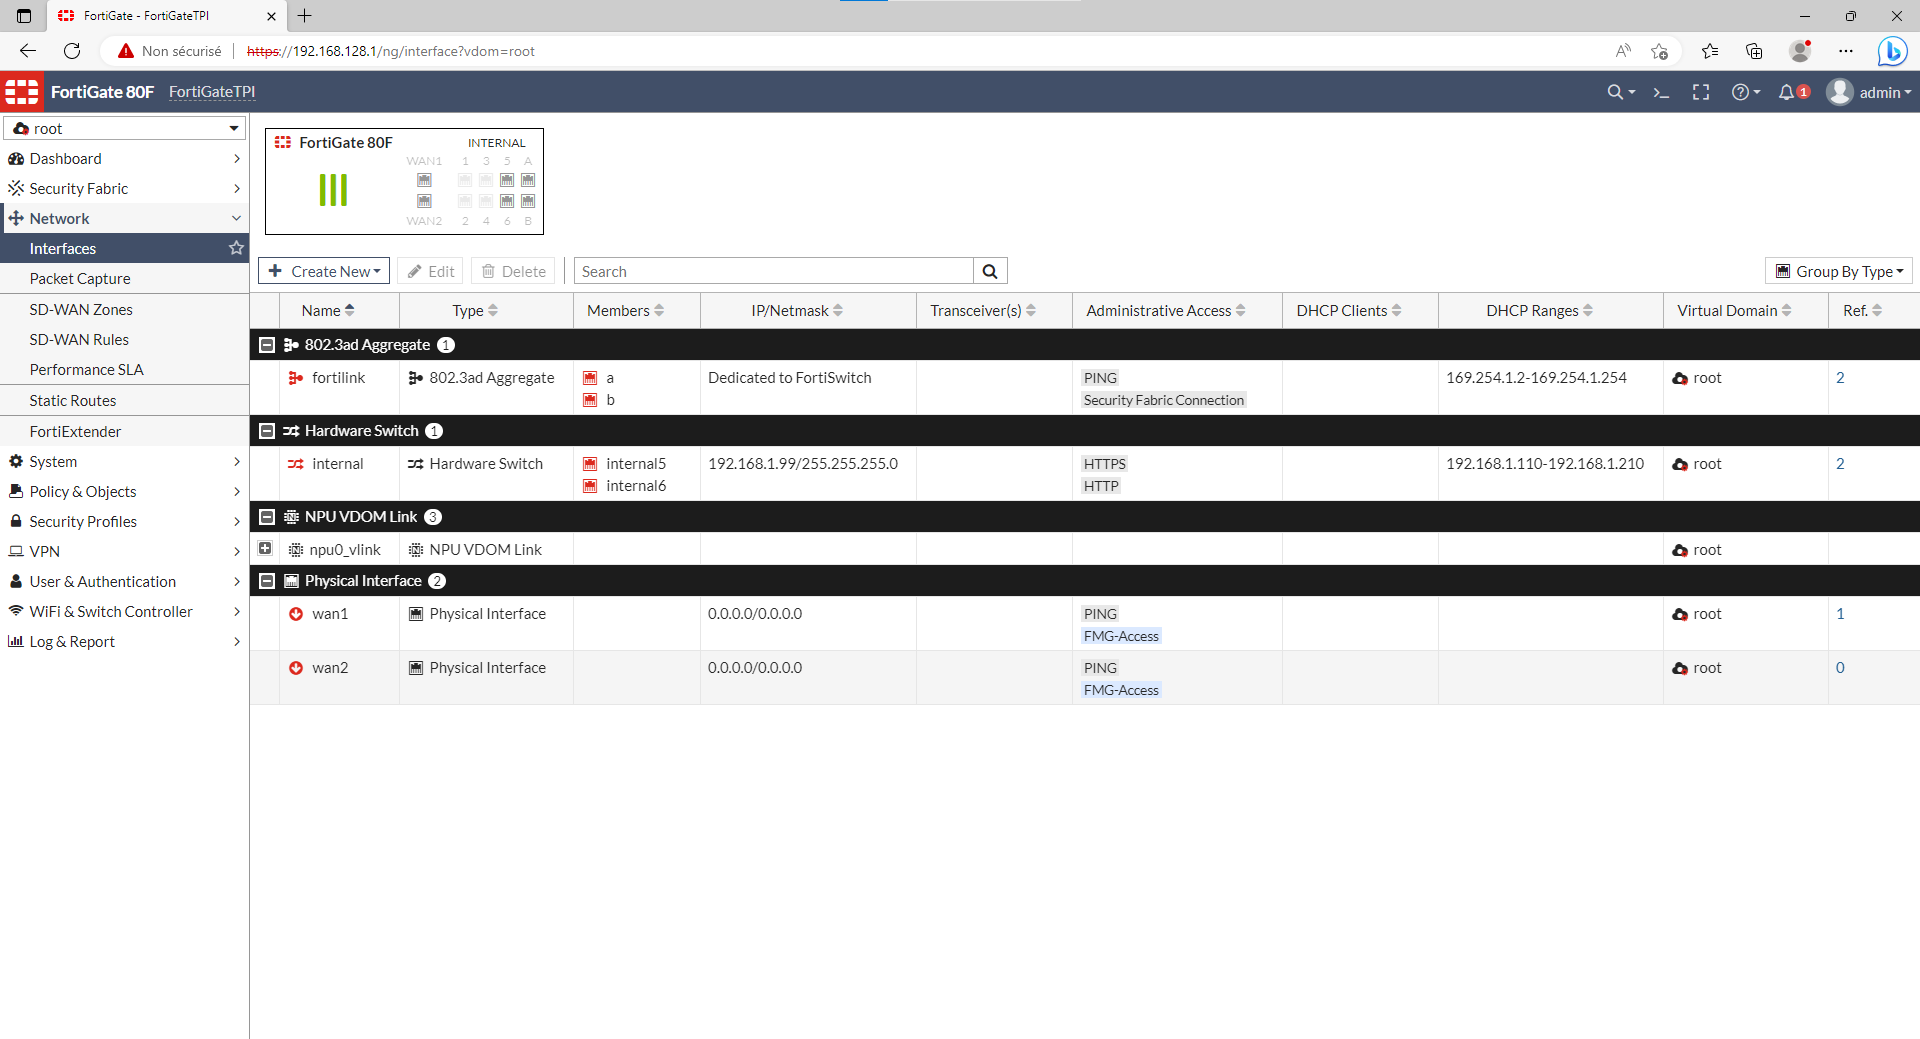 FortiGate - FortiGateTPI
Non sécurisé https://192.168.128.1/ng/interface?vdom=root
FortiGate 80F FortiGateTPI 1 admin
root
Dashboard
Security Fabric
Network
Interfaces
Packet Capture
SD-WAN Zones
SD-WAN Rules
Performance SLA
Static Routes
FortiExtender
System
Policy & Objects
Security Profiles
VPN
User & Authentication
WiFi & Switch Controller
Log & Report
FortiGate 80F INTERNAL
WAN1 1 3 5 A
WAN2 2 4 6 B
Create New Edit Delete Search Group By Type
Name Type Members IP/Netmask Transceiver(s) Administrative Access DHCP Clients DHCP Ranges Virtual Domain Ref.
802.3ad Aggregate 1
fortilink 802.3ad Aggregate a Dedicated to FortiSwitch PING 169.254.1.2-169.254.1.254 root 2
b Security Fabric Connection
Hardware Switch 1
internal Hardware Switch internal5 192.168.1.99/255.255.255.0 HTTPS 192.168.1.110-192.168.1.210 root 2
internal6 HTTP
NPU VDOM Link 3
npu0_vlink NPU VDOM Link root
Physical Interface 2
wan1 Physical Interface 0.0.0.0/0.0.0.0 PING root 1
FMG-Access
wan2 Physical Interface 0.0.0.0/0.0.0.0 PING root 0
FMG-Access